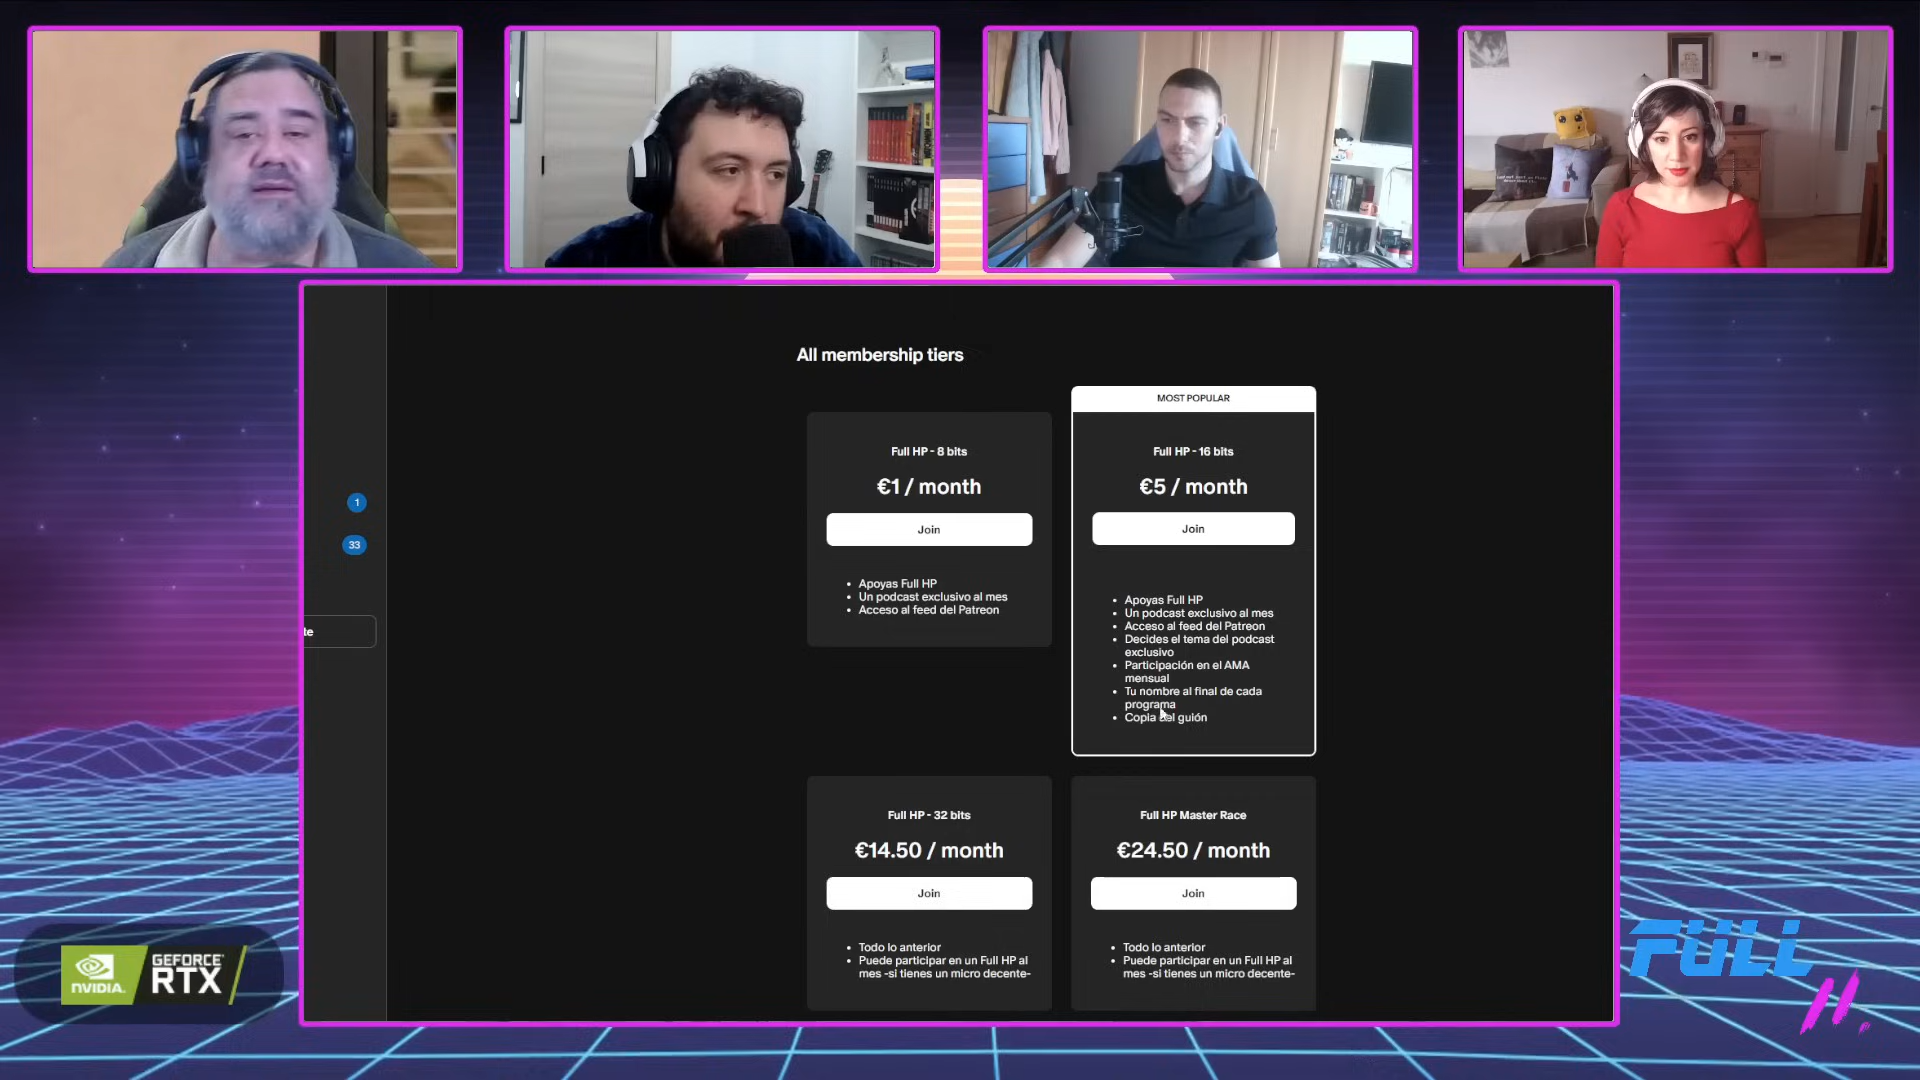 All membership tiers
MOST POPULAR
Full HP - 8 bits
€1 / month
Join
Apoyas Full HP
Un podcast exclusivo al mes
Acceso al feed del Patreon
Full HP - 16 bits
€5 / month
Join
Apoyas Full HP
Un podcast exclusivo al mes
Acceso al feed del Patreon
Decides el tema del podcast
exclusivo
Participación en el AMA
mensual
Tu nombre al final de cada
programa
Copia del guión
1
33
te
Full HP - 32 bits
€14.50 / month
Join
Todo lo anterior
Puede participar en un Full HP al
mes -si tienes un micro decente-
Full HP Master Race
€24.50 / month
Join
Todo lo anterior
Puede participar en un Full HP al
mes -si tienes un micro decente-
NVIDIA.
GEFORCE
RTX
FULL